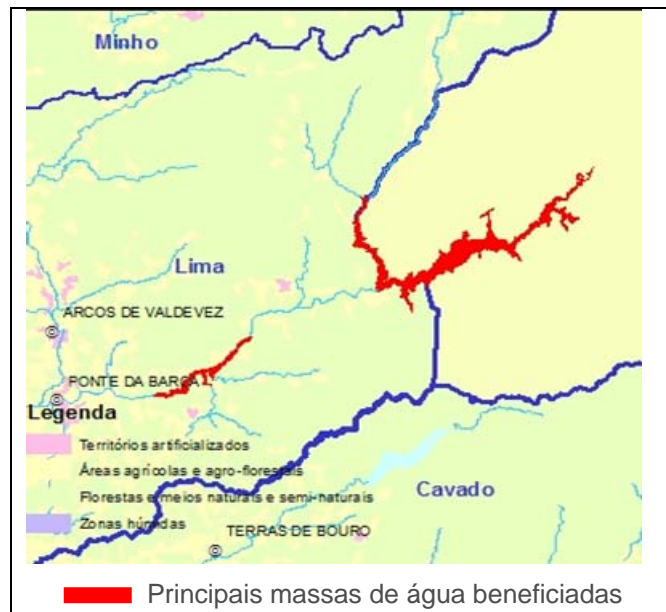 Minho
Lima
ARCOS DE VALDEVEZ
PONTE DA BARCA
Legenda
Territórios artificializados
Áreas agrícolas e agro-florestais
Florestas e meios naturais e semi-naturais
Cavado
Zonas húmidas
TERRAS DE BOURO
Principais massas de água beneficiadas